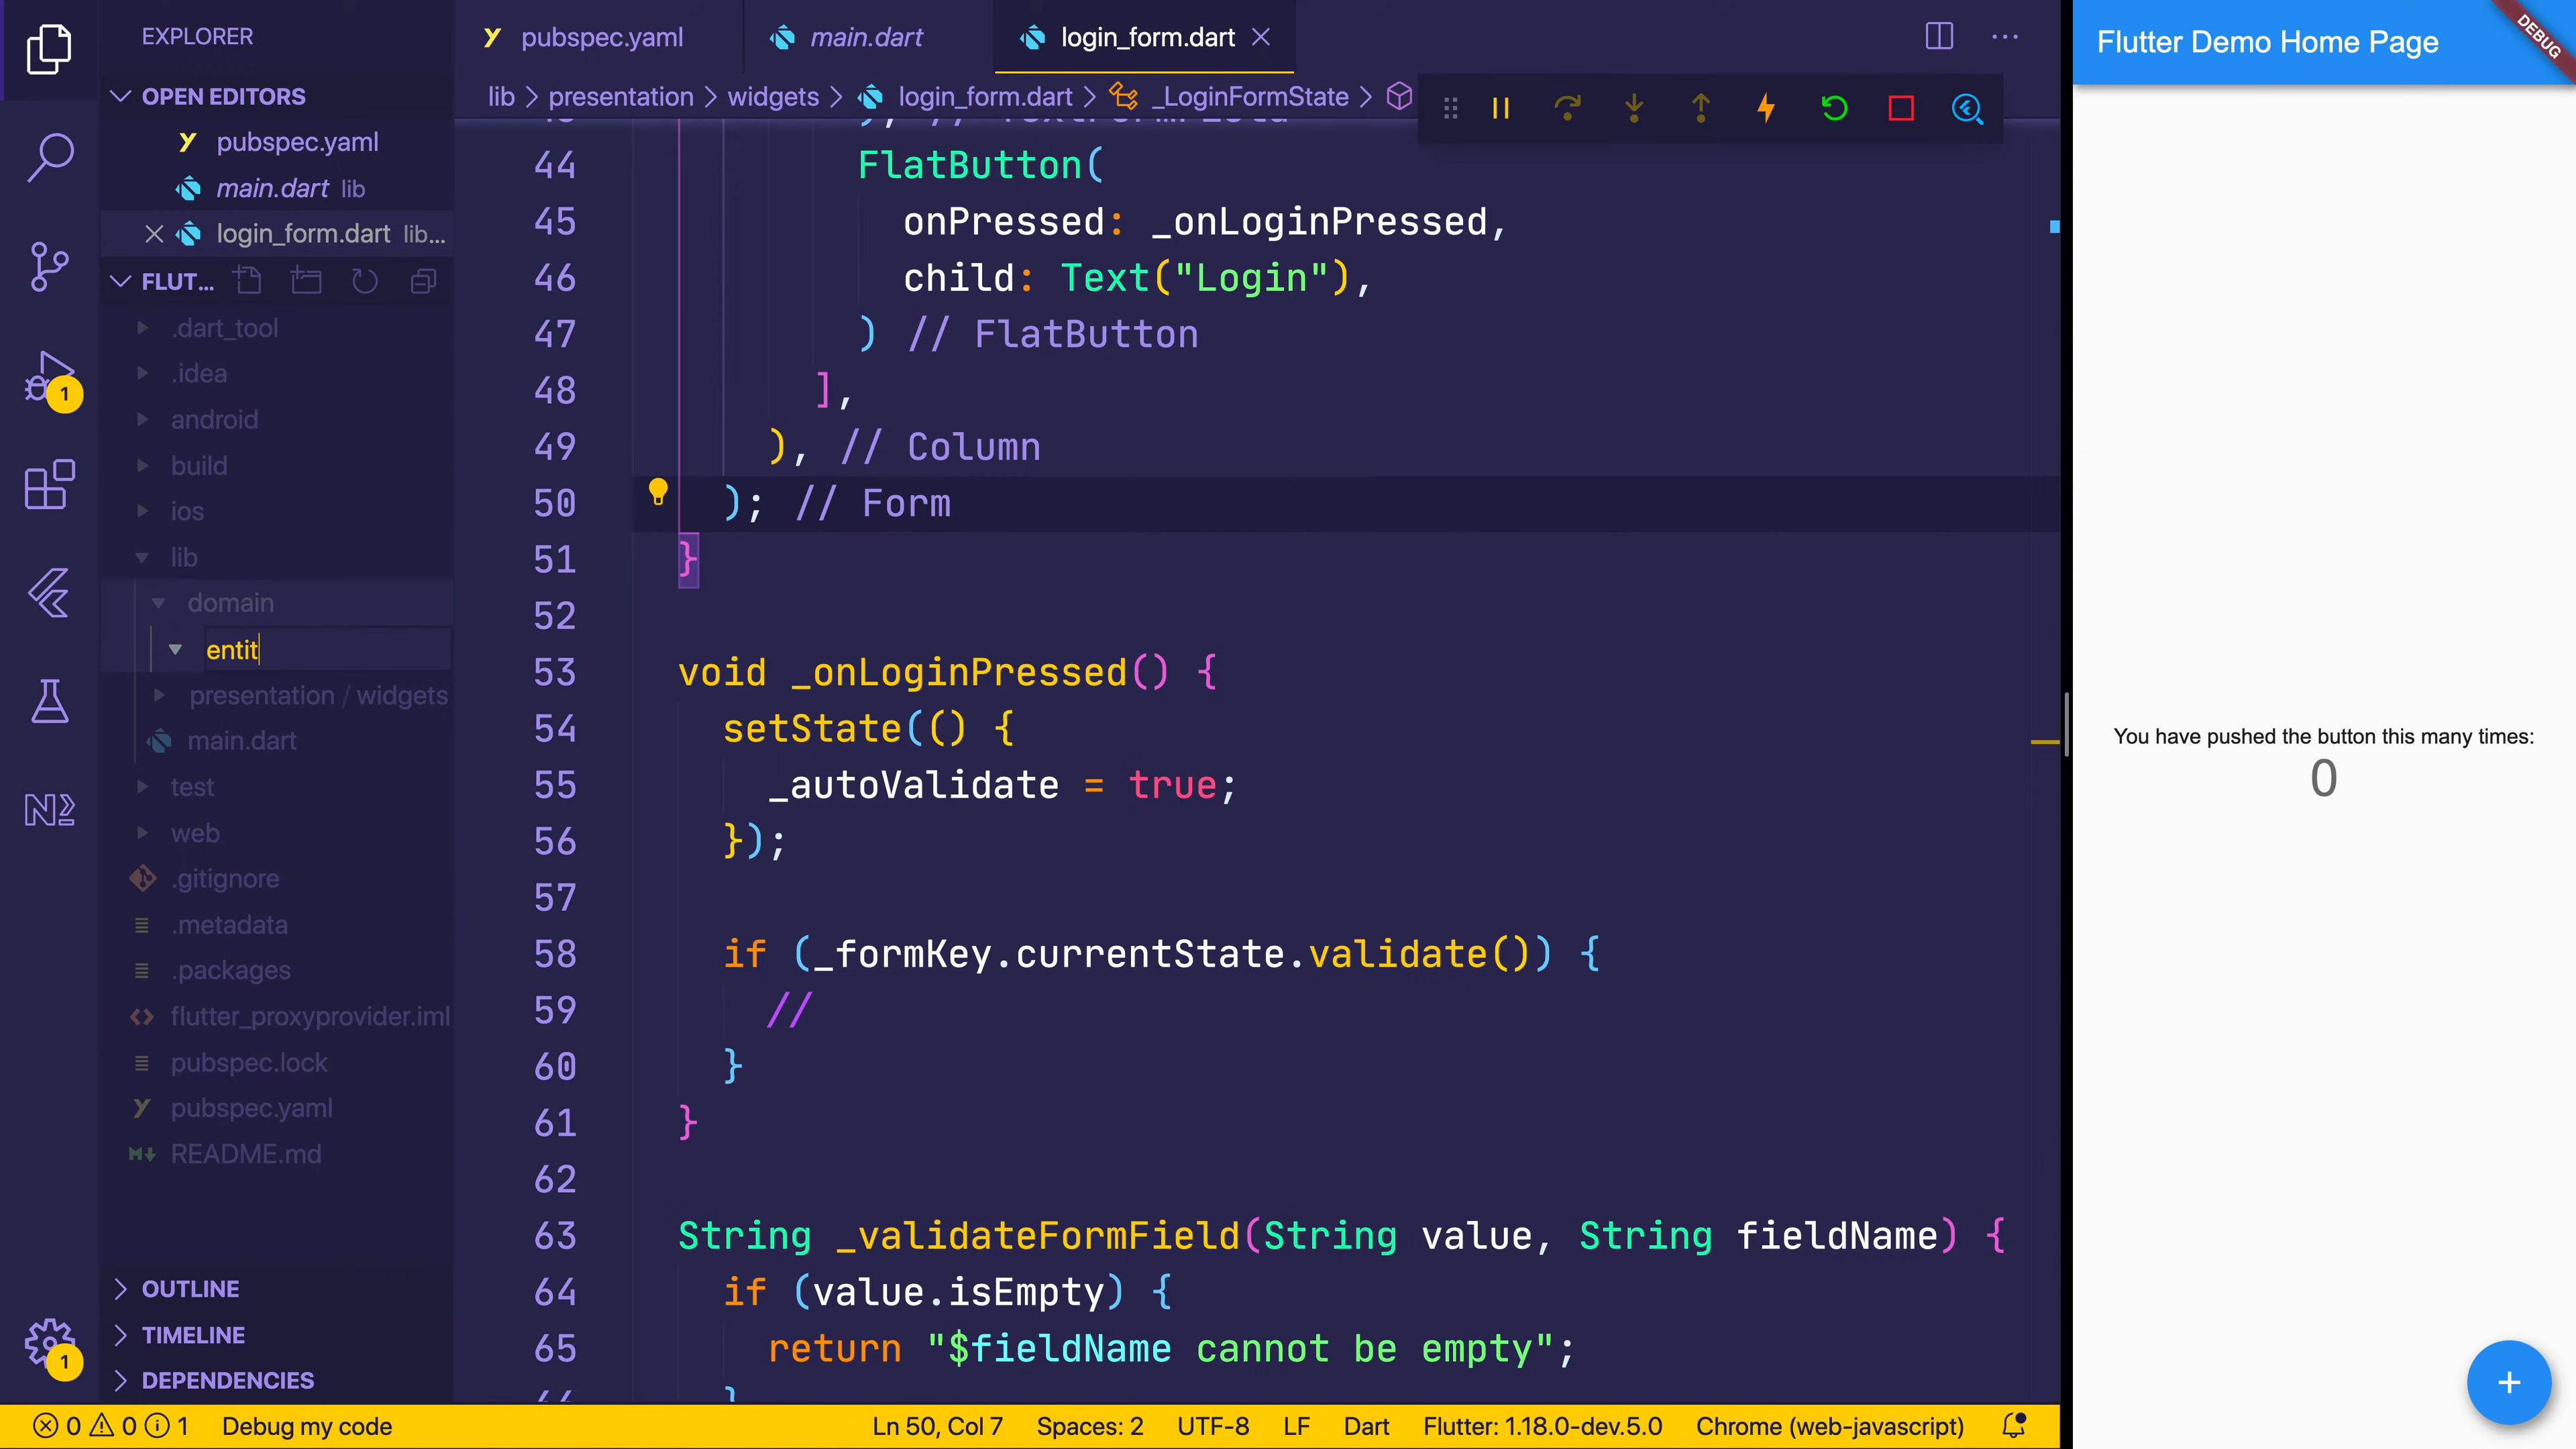 EXPLORER
OPEN EDITORS
pubspec.yaml
main.dart lib
login_form.dart lib...
FLUT...
.dart_tool
.idea
android
build
ios
lib
domain
entit
presentation / widgets
main.dart
test
web
.gitignore
.metadata
.packages
flutter_proxyprovider.iml
pubspec.lock
pubspec.yaml
README.md
OUTLINE
TIMELINE
DEPENDENCIES
1
1
pubspec.yaml
main.dart
login_form.dart
lib > presentation > widgets > login_form.dart > _LoginFormState >
44 FlatButton(
45 onPressed: _onLoginPressed,
46 child: Text("Login"),
47 ) // FlatButton
48 ],
49 ), // Column
50 ); // Form
51 }
52
53 void _onLoginPressed() {
54 setState(() {
55 _autoValidate = true;
56 });
57
58 if (_formKey.currentState.validate()) {
59 //
60 }
61 }
62
63 String _validateFormField(String value, String fieldName) {
64 if (value.isEmpty) {
65 return "$fieldName cannot be empty";
0 0 1 Debug my code Ln 50, Col 7 Spaces: 2 UTF-8 LF Dart Flutter: 1.18.0-dev.5.0 Chrome (web-javascript)
Flutter Demo Home Page
DEBUG
You have pushed the button this many times:
0
+